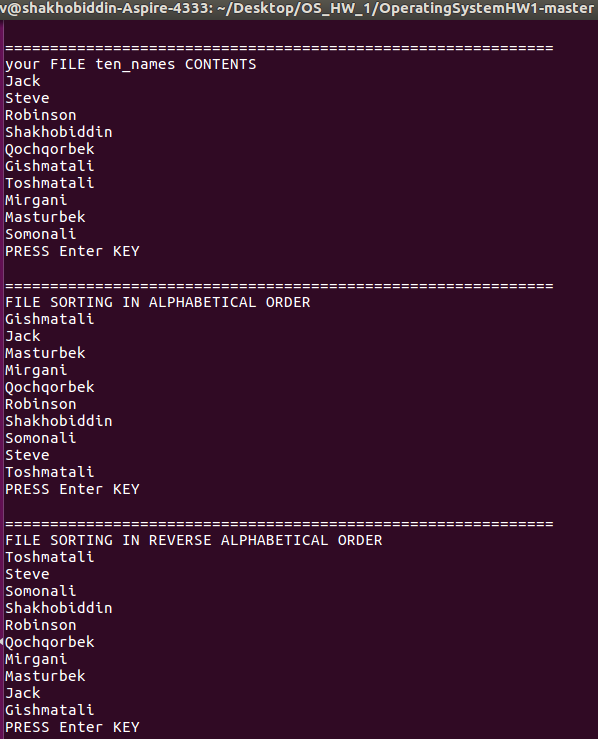 v@shakhobiddin-Aspire-4333: ~/Desktop/OS_HW_1/OperatingSystemHW1-master
=============================================================
your FILE ten_names CONTENTS
Jack
Steve
Robinson
Shakhobiddin
Qochqorbek
Gishmatali
Toshmatali
Mirgani
Masturbek
Somonali
PRESS Enter KEY
=============================================================
FILE SORTING IN ALPHABETICAL ORDER
Gishmatali
Jack
Masturbek
Mirgani
Qochqorbek
Robinson
Shakhobiddin
Somonali
Steve
Toshmatali
PRESS Enter KEY
=============================================================
FILE SORTING IN REVERSE ALPHABETICAL ORDER
Toshmatali
Steve
Somonali
Shakhobiddin
Robinson
Qochqorbek
Mirgani
Masturbek
Jack
Gishmatali
PRESS Enter KEY